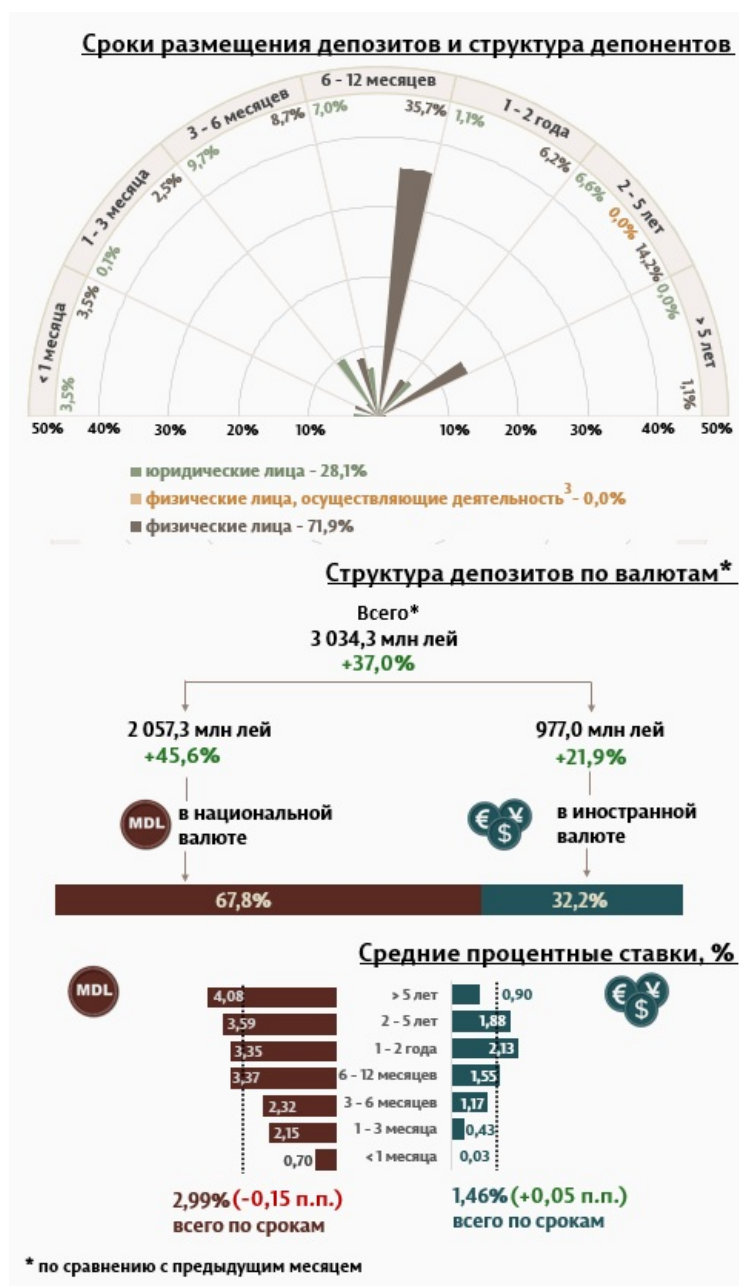 Сроки размещения депозитов и структура депонентов
6 - 12 месяцев
3 - 6 месяцев
8,7%
7,0%
35,7%
1,1%
1 - 2 года
2,5%
9,7%
6,2%
6,6%
2 - 5 лет
1 - 3 месяца
3,5%
0,1%
0,0%
14,2%
0,0%
< 1 месяца
3,5%
> 5 лет
1,1%
50% 40% 30% 20% 10% 10% 20% 30% 40% 50%
юридические лица - 28,1%
физические лица, осуществляющие деятельность3 - 0,0%
физические лица - 71,9%
Структура депозитов по валютам*
Всего*
3 034,3 млн лей
+37,0%
2 057,3 млн лей
+45,6%
977,0 млн лей
+21,9%
MDL
в национальной
валюте
€ ¥ $
в иностранной
валюте
67,8% 32,2%
Средние процентные ставки, %
MDL
€ ¥ $
4,08 > 5 лет 0,90
3,59 2 - 5 лет 1,88
3,35 1 - 2 года 2,13
3,37 6 - 12 месяцев 1,55
2,32 3 - 6 месяцев 1,17
2,15 1 - 3 месяца 0,43
0,70 < 1 месяца 0,03
2,99% (-0,15 п.п.)
всего по срокам
1,46% (+0,05 п.п.)
всего по срокам
* по сравнению с предыдущим месяцем